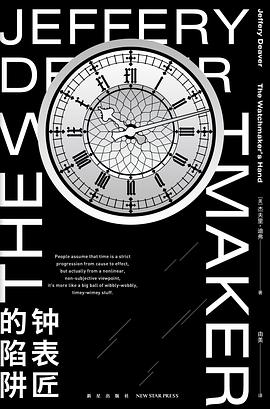 JEFFERY
DE R
W
THE
TMAKER
Jeffery Deaver
The Watchmaker's Hand
[美] 杰夫里·迪弗 —— 著
由美 —— 译
People assume that time is a strict
progression from cause to effect,
but actually from a nonlinear,
non-subjective viewpoint,
it's more like a big ball of wibbly-wobbly,
timey-wimey stuff.
钟表匠
的陷阱
新星出版社 NEW STAR PRESS